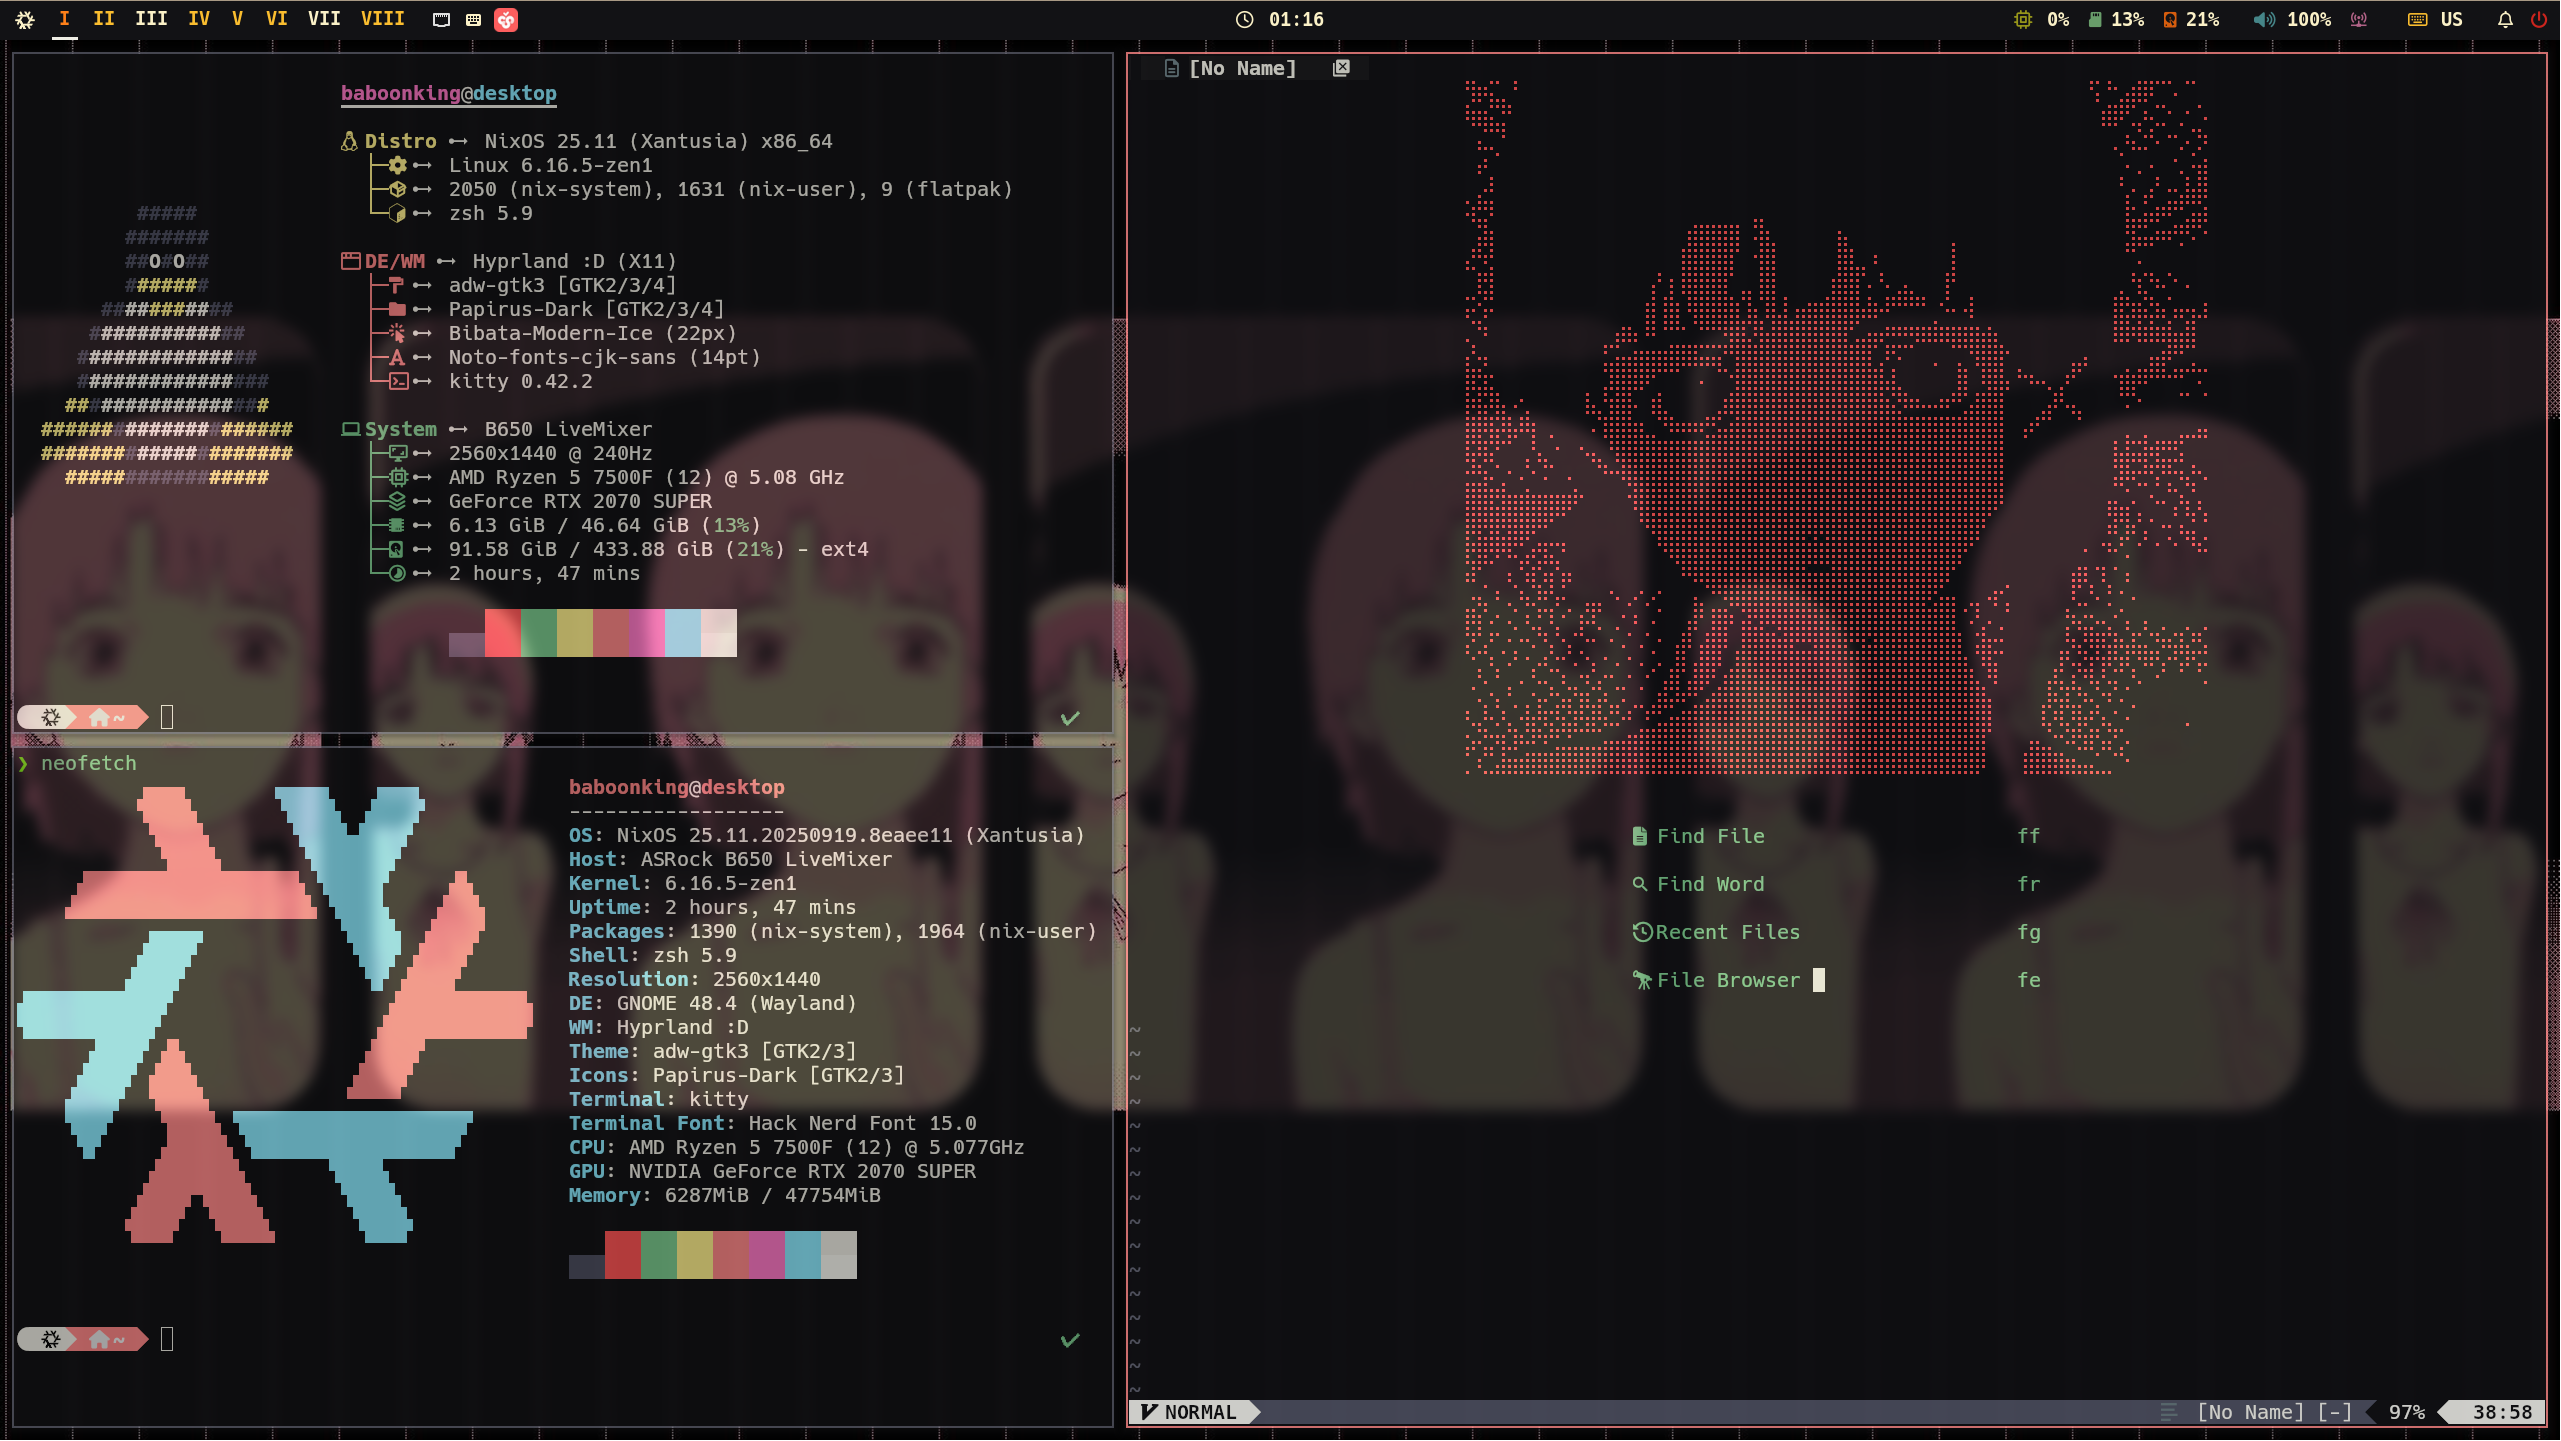 I II III IV V VI VII VIII 01:16 0% 13% 21% 100% US
baboonking@desktop
Distro NixOS 25.11 (Xantusia) x86_64
Linux 6.16.5-zen1
2050 (nix-system), 1631 (nix-user), 9 (flatpak)
zsh 5.9
DE/WM Hyprland :D (X11)
adw-gtk3 [GTK2/3/4]
Papirus-Dark [GTK2/3/4]
Bibata-Modern-Ice (22px)
Noto-fonts-cjk-sans (14pt)
kitty 0.42.2
System B650 LiveMixer
2560x1440 @ 240Hz
AMD Ryzen 5 7500F (12) @ 5.08 GHz
GeForce RTX 2070 SUPER
6.13 GiB / 46.64 GiB (13%)
91.58 GiB / 433.88 GiB (21%) - ext4
2 hours, 47 mins
~
❯ neofetch
baboonking@desktop
------------------
OS: NixOS 25.11.20250919.8eaee11 (Xantusia)
Host: ASRock B650 LiveMixer
Kernel: 6.16.5-zen1
Uptime: 2 hours, 47 mins
Packages: 1390 (nix-system), 1964 (nix-user)
Shell: zsh 5.9
Resolution: 2560x1440
DE: GNOME 48.4 (Wayland)
WM: Hyprland :D
Theme: adw-gtk3 [GTK2/3]
Icons: Papirus-Dark [GTK2/3]
Terminal: kitty
Terminal Font: Hack Nerd Font 15.0
CPU: AMD Ryzen 5 7500F (12) @ 5.077GHz
GPU: NVIDIA GeForce RTX 2070 SUPER
Memory: 6287MiB / 47754MiB
~
[No Name]
Find File ff
Find Word fr
Recent Files fg
File Browser fe
NORMAL [No Name] [-] 97% 38:58